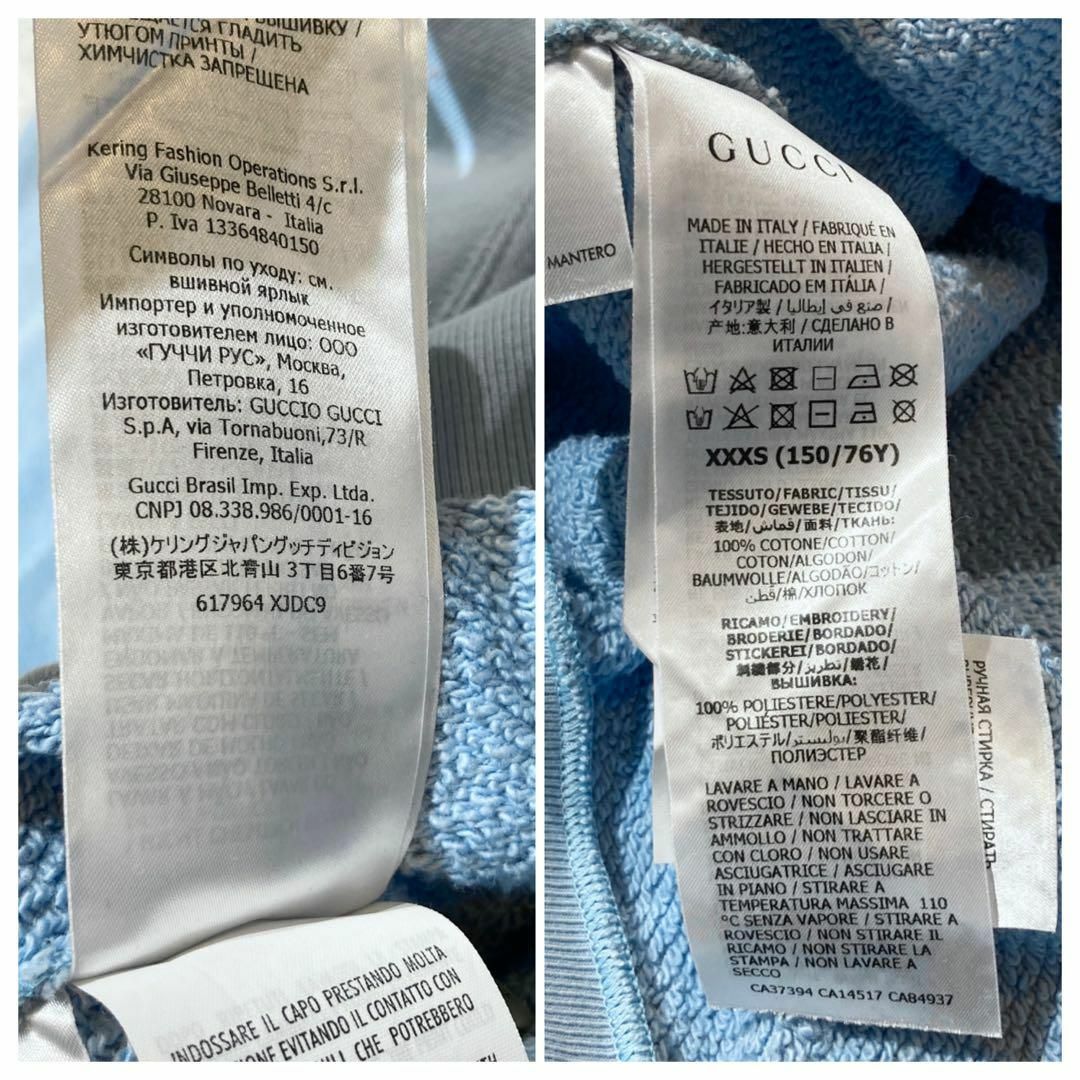 ВЫШИВКУ /
ГЛАДИТЬ
УТЮГОМ ПРИНТЫ /
ХИМЧИСТКА ЗАПРЕЩЕНА
Kering Fashion Operations S.r.l.
Via Giuseppe Belletti 4/c
28100 Novara - Italia
P. Iva 13364840150
Символы по уходу: см.
вшивной ярлык
Импортер и уполномоченное
изготовителем лицо: ООО
«ГУЧЧИ РУС», Москва,
Петровка, 16
Изготовитель: GUCCIO GUCCI
S.p.A, via Tornabuoni,73/R
Firenze, Italia
Gucci Brasil Imp. Exp. Ltda.
CNPJ 08.338.986/0001-16
(株)ケリングジャパングッチディビジョン
東京都港区北青山 3丁目6番7号
617964 XJDC9
INDOSSARE IL CAPO PRESTANDO MOLTA
EVITANDO IL CONTATTO CON
CHE POTREBBERO
MANTERO
GUCCI
MADE IN ITALY / FABRIQUÉ EN
ITALIE / HECHO EN ITALIA /
HERGESTELLT IN ITALIEN /
FABRICADO EM ITÁLIA /
イタリア製 / صنع في إيطاليا /
产地:意大利 / СДЕЛАНО В
ИТАЛИИ
XXXS (150/76Y)
TESSUTO/FABRIC/TISSU/
TEJIDO/GEWEBE/TECIDO/
表地/قماش/面料/ТКАНЬ:
100% COTONE/COTTON/
COTON/ALGODON/
BAUMWOLLE/ALGODÃO/コットン/
قطن/棉/ХЛОПОК
RICAMO/EMBROIDERY/
BRODERIE/BORDADO/
STICKEREI/BORDADO/
刺繍部分/تطريز/绣花/
ВЫШИВКА:
100% POLIESTERE/POLYESTER/
POLIÉSTER/POLIESTER/
ポリエステル/بوليستر/聚酯纤维/
ПОЛИЭСТЕР
LAVARE A MANO / LAVARE A
ROVESCIO / NON TORCERE O
STRIZZARE / NON LASCIARE IN
AMMOLLO / NON TRATTARE
CON CLORO / NON USARE
ASCIUGATRICE / ASCIUGARE
IN PIANO / STIRARE A
TEMPERATURA MASSIMA 110
°C SENZA VAPORE / STIRARE A
ROVESCIO / NON STIRARE IL
RICAMO / NON STIRARE LA
STAMPA / NON LAVARE A
SECCO
CA37394 CA14517 CA84937
РУЧНАЯ СТИРКА / СТИРАТЬ